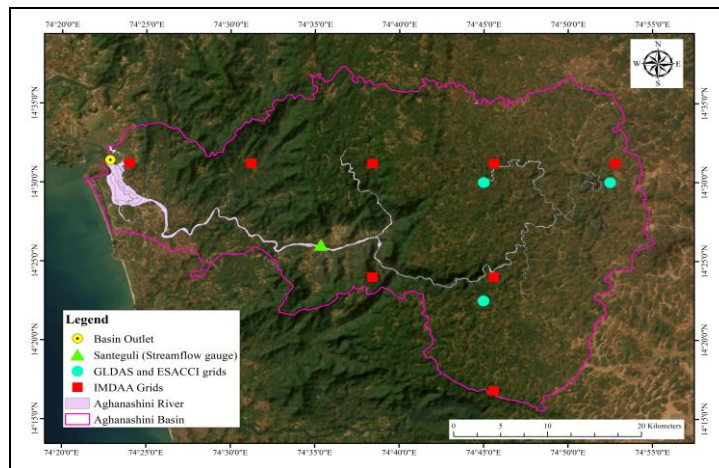 74°20'0"E 74°25'0"E 74°30'0"E 74°35'0"E 74°40'0"E 74°45'0"E 74°50'0"E 74°55'0"E
N
W E
S
14°35'0"N 14°35'0"N
14°30'0"N 14°30'0"N
14°25'0"N 14°25'0"N
14°20'0"N 14°20'0"N
14°15'0"N 14°15'0"N
Legend
Basin Outlet
Santeguli (Streamflow gauge)
GLDAS and ESACCI grids
IMDAA Grids
Aghanashini River
Aghanashini Basin
0 5 10 20 Kilometers
74°20'0"E 74°25'0"E 74°30'0"E 74°35'0"E 74°40'0"E 74°45'0"E 74°50'0"E 74°55'0"E